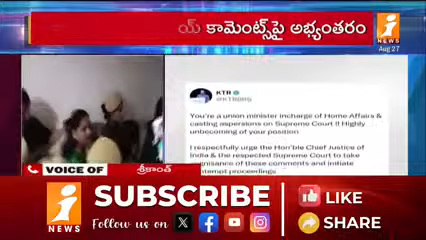 య్ కామెంట్స్‌పై అభ్యంతరం
i
NEWS
Aug 27
KTR
@KTRBRS
You're a union minister incharge of Home Affairs &
casting aspersions on Supreme Court !! Highly
unbecoming of your position
I respectfully urge the Hon'ble Chief Justice of
India & the respected Supreme Court to take
cognisance of these comments and initiate
contempt proceedings
VOICE OF
శ్రీకాంత్
i
NEWS
SUBSCRIBE
Follow us on
LIKE
SHARE